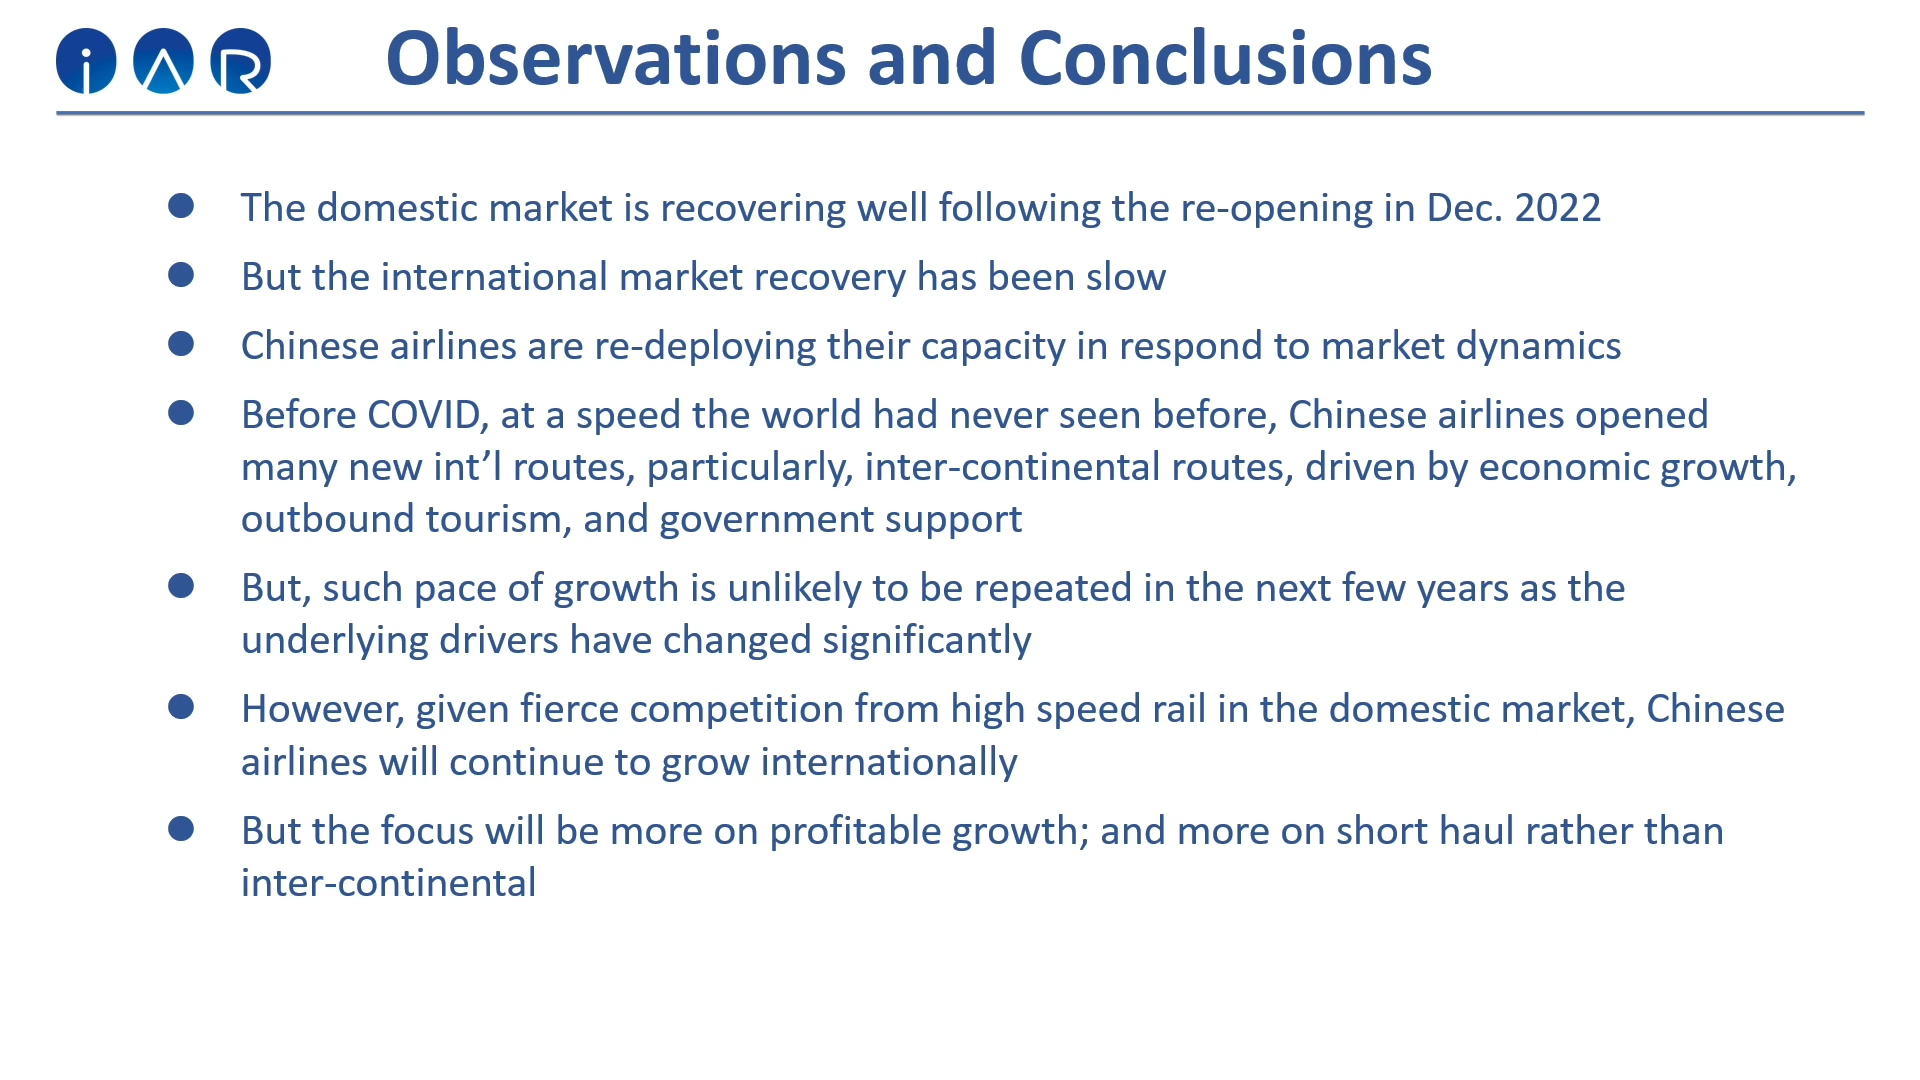 iAR
Observations and Conclusions
● The domestic market is recovering well following the re-opening in Dec. 2022
● But the international market recovery has been slow
● Chinese airlines are re-deploying their capacity in respond to market dynamics
● Before COVID, at a speed the world had never seen before, Chinese airlines opened
many new int’l routes, particularly, inter-continental routes, driven by economic growth,
outbound tourism, and government support
● But, such pace of growth is unlikely to be repeated in the next few years as the
underlying drivers have changed significantly
● However, given fierce competition from high speed rail in the domestic market, Chinese
airlines will continue to grow internationally
● But the focus will be more on profitable growth; and more on short haul rather than
inter-continental